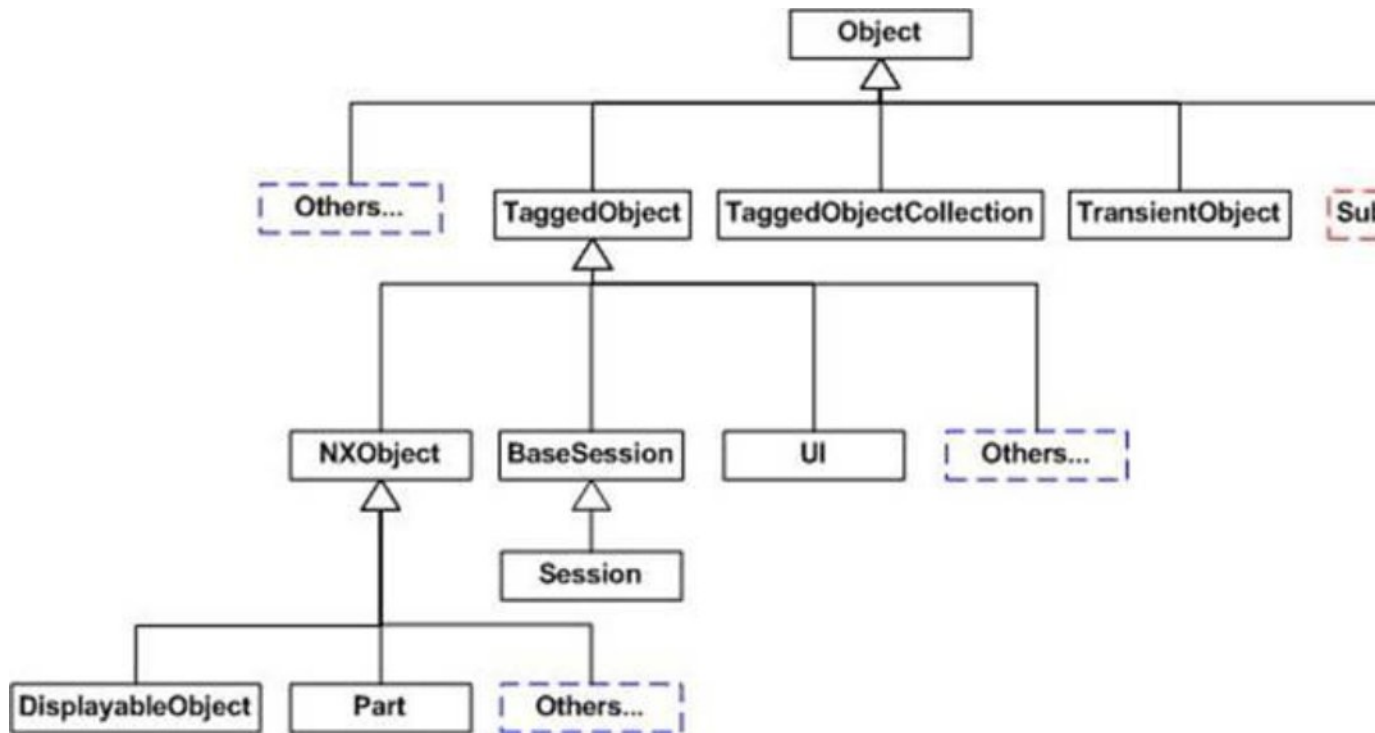 Object
Others...
TaggedObject
TaggedObjectCollection
TransientObject
NXObject
BaseSession
UI
Others...
Session
DisplayableObject
Part
Others...